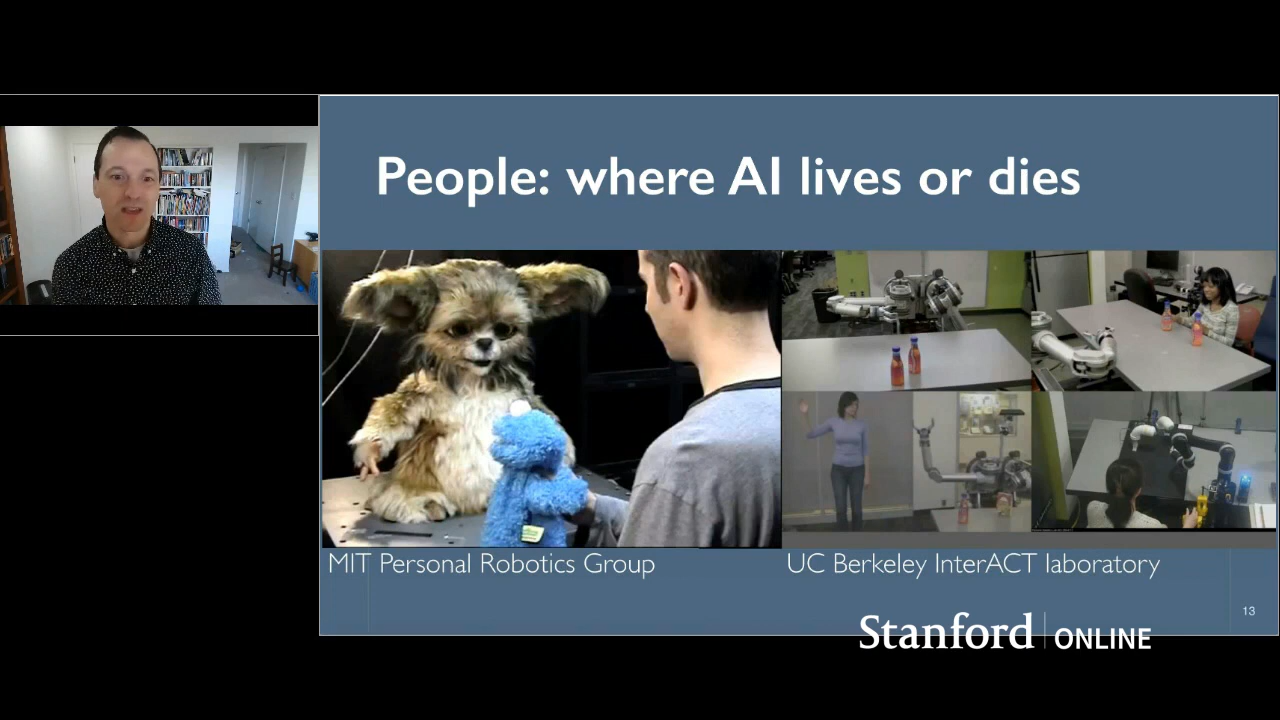 People: where AI lives or dies
MIT Personal Robotics Group
UC Berkeley InterACT laboratory
13
Stanford ONLINE